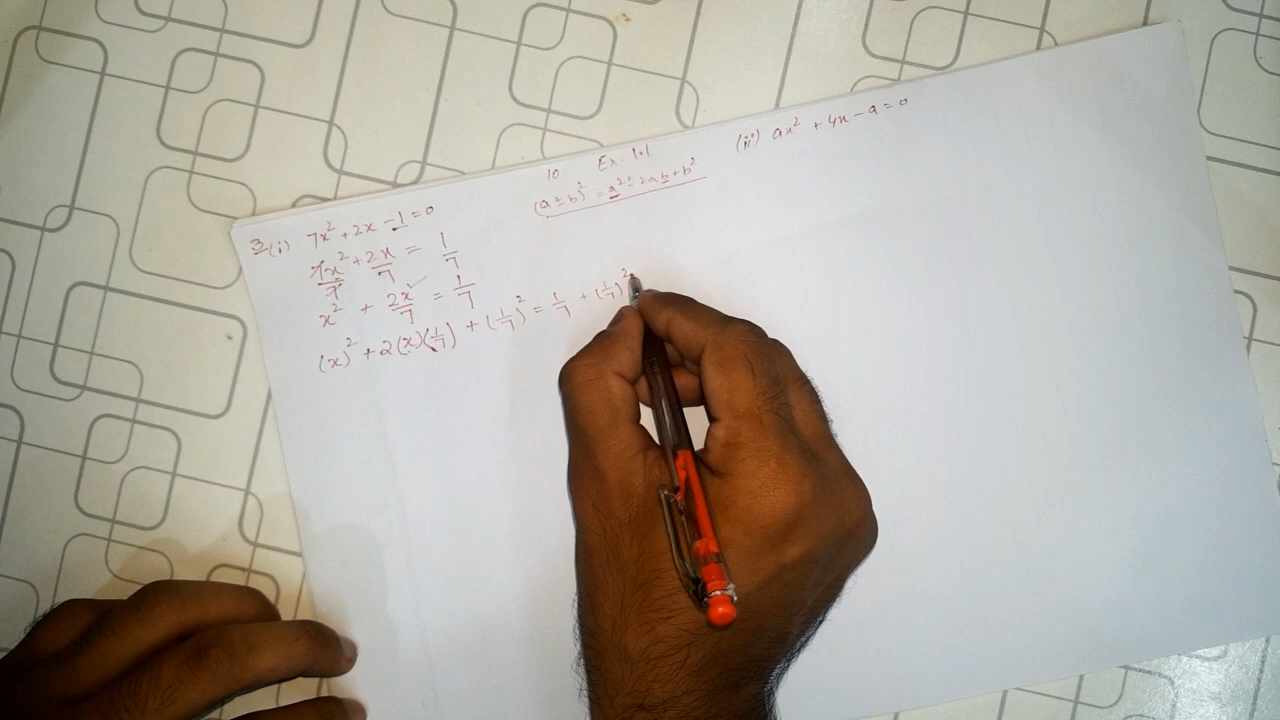 10 Ex. 1.1
(a ± b)² = a² ± 2ab + b²
3(i) 7x² + 2x - 1 = 0
7x²/7 + 2x/7 = 1/7
x² + 2x/7 = 1/7
(x)² + 2(x)(1/7) + (1/7)² = 1/7 + (1/7)²
(ii) ax² + 4x - a = 0